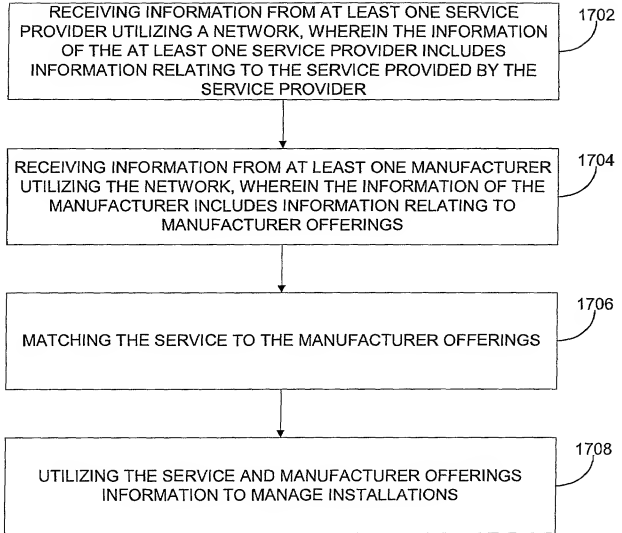 RECEIVING INFORMATION FROM AT LEAST ONE SERVICE
PROVIDER UTILIZING A NETWORK, WHEREIN THE INFORMATION
OF THE AT LEAST ONE SERVICE PROVIDER INCLUDES
INFORMATION RELATING TO THE SERVICE PROVIDED BY THE
SERVICE PROVIDER
1702
RECEIVING INFORMATION FROM AT LEAST ONE MANUFACTURER
UTILIZING THE NETWORK, WHEREIN THE INFORMATION OF THE
MANUFACTURER INCLUDES INFORMATION RELATING TO
MANUFACTURER OFFERINGS
1704
MATCHING THE SERVICE TO THE MANUFACTURER OFFERINGS
1706
UTILIZING THE SERVICE AND MANUFACTURER OFFERINGS
INFORMATION TO MANAGE INSTALLATIONS
1708